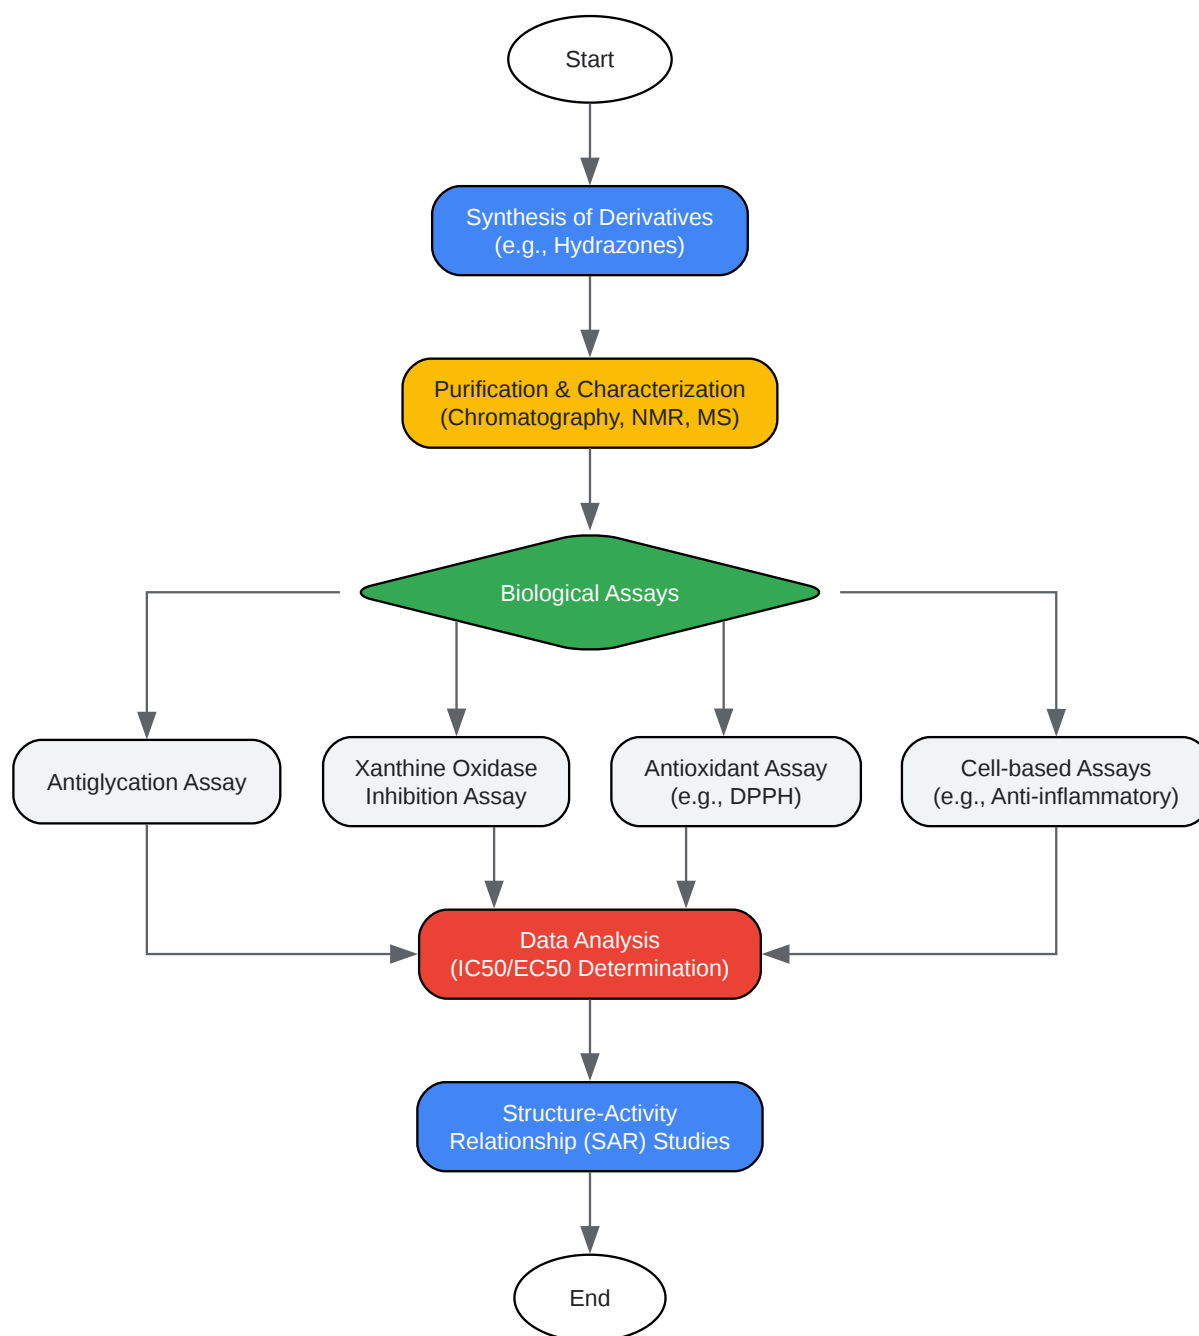 Start
Synthesis of Derivatives
(e.g., Hydrazones)
Purification & Characterization
(Chromatography, NMR, MS)
Biological Assays
Antiglycation Assay
Xanthine Oxidase
Inhibition Assay
Antioxidant Assay
(e.g., DPPH)
Cell-based Assays
(e.g., Anti-inflammatory)
Data Analysis
(IC50/EC50 Determination)
Structure-Activity
Relationship (SAR) Studies
End